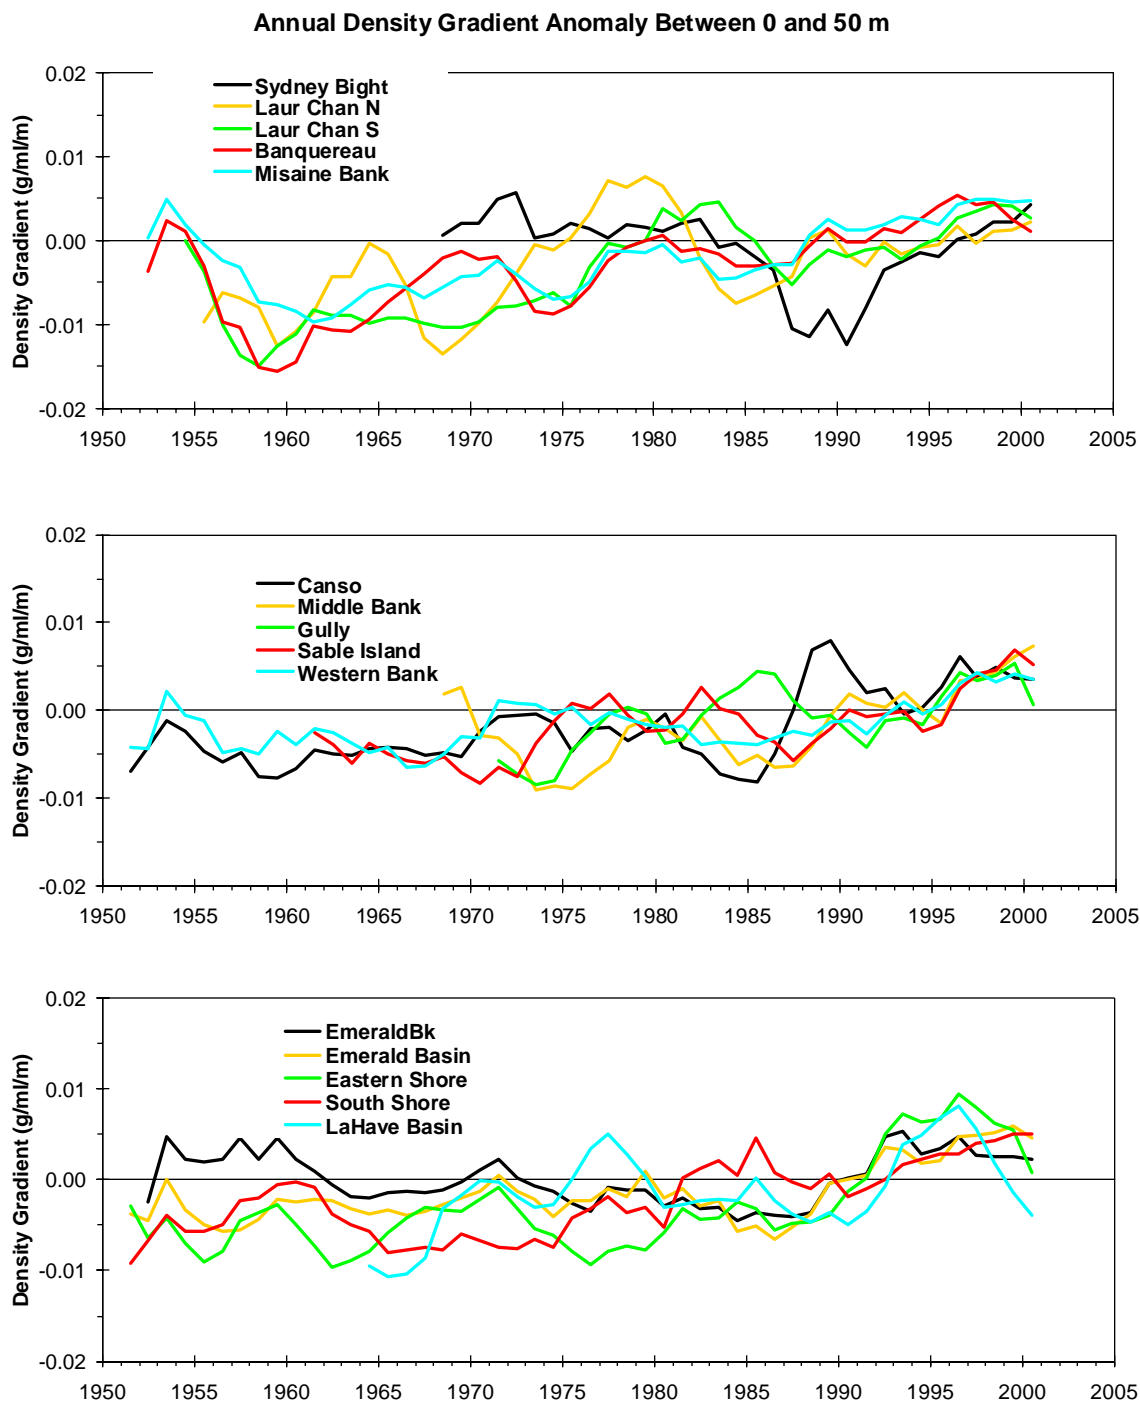 Annual Density Gradient Anomaly Between 0 and 50 m
Density Gradient (g/ml/m)
0.02
0.01
0.00
-0.01
-0.02
Sydney Bight
Laur Chan N
Laur Chan S
Banquereau
Misaine Bank
1950 1955 1960 1965 1970 1975 1980 1985 1990 1995 2000 2005
Density Gradient (g/ml/m)
0.02
0.01
0.00
-0.01
-0.02
Canso
Middle Bank
Gully
Sable Island
Western Bank
1950 1955 1960 1965 1970 1975 1980 1985 1990 1995 2000 2005
Density Gradient (g/ml/m)
0.02
0.01
0.00
-0.01
-0.02
EmeraldBk
Emerald Basin
Eastern Shore
South Shore
LaHave Basin
1950 1955 1960 1965 1970 1975 1980 1985 1990 1995 2000 2005